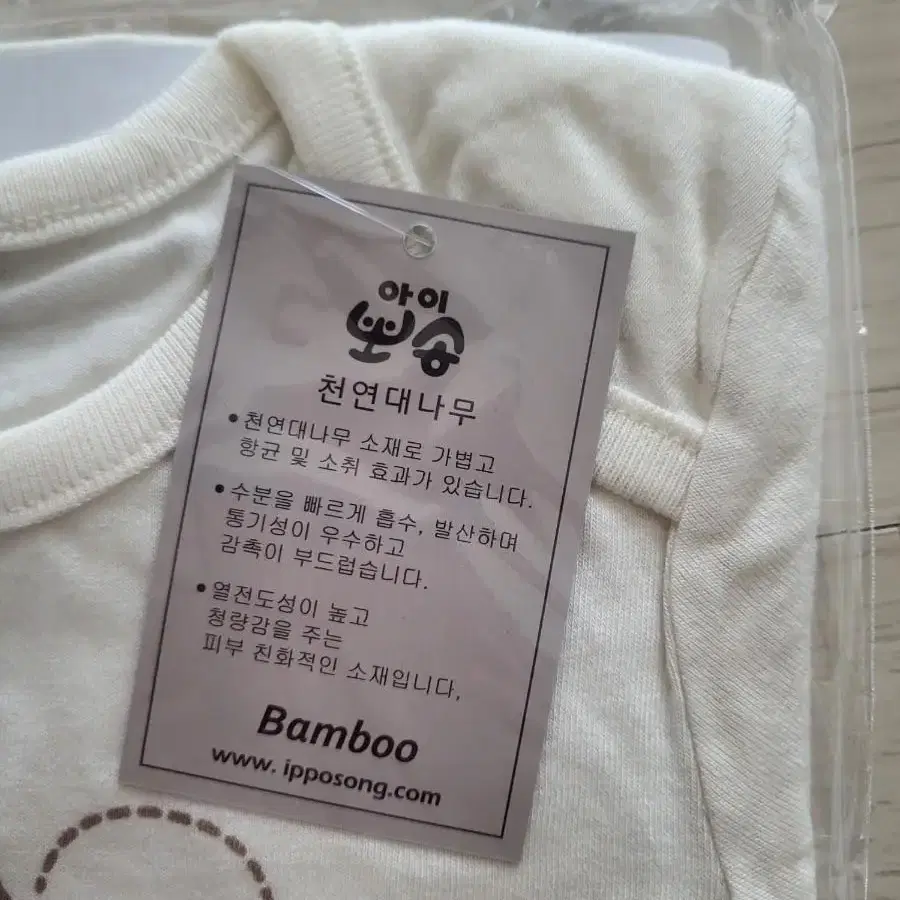 아이
뽀송
천연대나무
• 천연대나무 소재로 가볍고
항균 및 소취 효과가 있습니다.
• 수분을 빠르게 흡수, 발산하며
통기성이 우수하고
감촉이 부드럽습니다.
• 열전도성이 높고
청량감을 주는
피부 친화적인 소재입니다,
Bamboo
www. ipposong.com